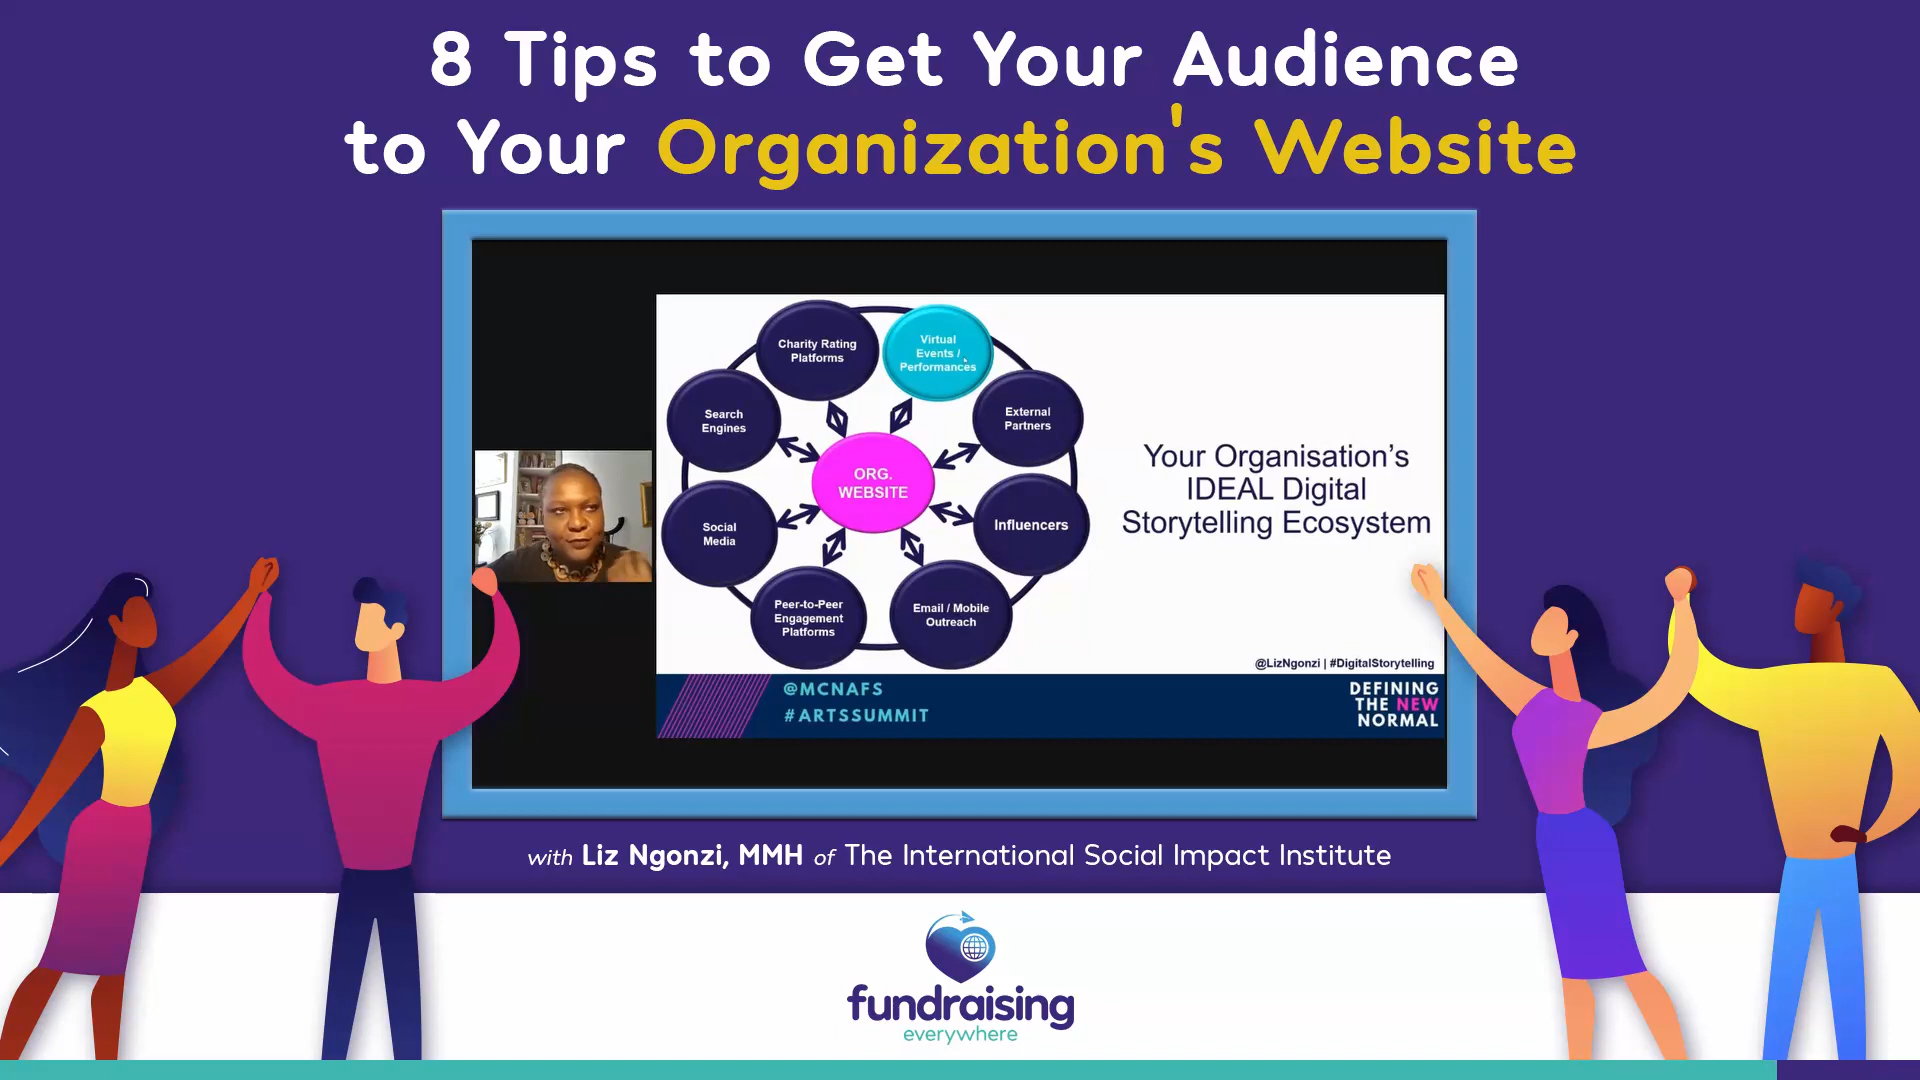 8 Tips to Get Your Audience
to Your Organization's Website
Charity Rating
Platforms
Virtual
Events /
Performances
Search
Engines
External
Partners
ORG.
WEBSITE
Social
Media
Influencers
Peer-to-Peer
Engagement
Platforms
Email / Mobile
Outreach
Your Organisation's
IDEAL Digital
Storytelling Ecosystem
@LizNgonzi | #DigitalStorytelling
@MCNAFS
#ARTSSUMMIT
DEFINING
THE NEW
NORMAL
with Liz Ngonzi, MMH of The International Social Impact Institute
fundraising
everywhere